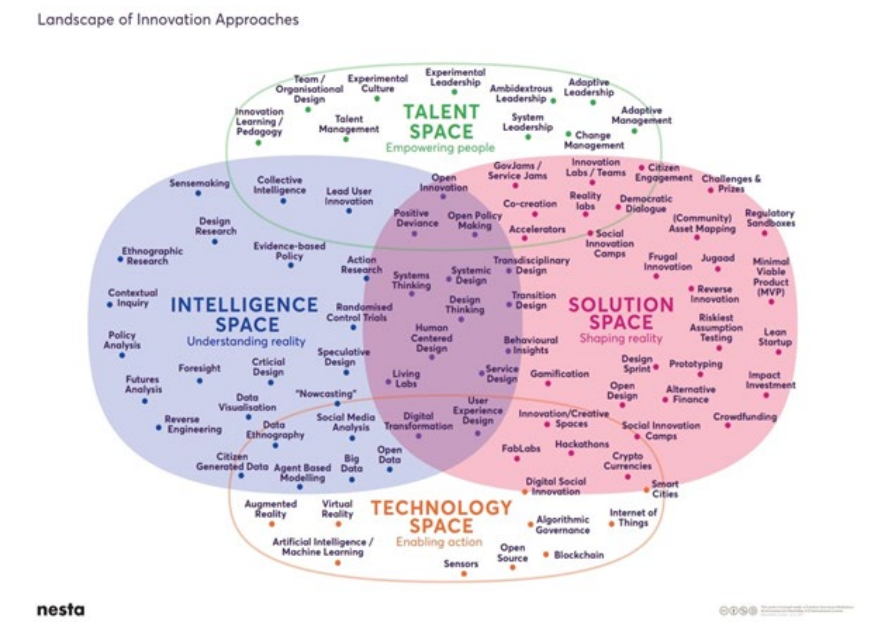 Landscape of Innovation Approaches
Team /
Organisational
Design
Experimental
Culture
Experimental
Leadership
Ambidextrous
Leadership
Adaptive
Leadership
Innovation
Learning /
Pedagogy
Talent
Management
TALENT
SPACE
Empowering people
System
Leadership
Change
Management
Adaptive
Management
Sensemaking
Collective
Intelligence
Lead User
Innovation
Open
Innovation
GovJams /
Service Jams
Innovation
Labs / Teams
Citizen
Engagement
Challenges &
Prizes
Design
Research
Positive
Deviance
Open Policy
Making
Co-creation
Reality
labs
Democratic
Dialogue
(Community)
Asset Mapping
Regulatory
Sandboxes
Accelerators
Social
Innovation
Camps
Ethnographic
Research
Evidence-based
Policy
Action
Research
Systems
Thinking
Systemic
Design
Transdisciplinary
Design
Frugal
Innovation
Jugaad
Minimal
Viable
Product
(MVP)
Contextual
Inquiry
INTELLIGENCE
SPACE
Understanding reality
Randomised
Control Trials
Design
Thinking
Transition
Design
SOLUTION
SPACE
Shaping reality
Reverse
Innovation
Riskiest
Assumption
Testing
Lean
Startup
Policy
Analysis
Human
Centered
Design
Behavioural
Insights
Foresight
Crticial
Design
Speculative
Design
Living
Labs
Service
Design
Gamification
Design
Sprint
Prototyping
Impact
Investment
Futures
Analysis
"Nowcasting"
Open
Design
Alternative
Finance
Reverse
Engineering
Data
Visualisation
Data
Ethnography
Social Media
Analysis
Digital
Transformation
User
Experience
Design
Innovation/Creative
Spaces
Social Innovation
Camps
Crowdfunding
Citizen
Generated Data
Agent Based
Modelling
Big
Data
Open
Data
FabLabs
Hackathons
Crypto
Currencies
Digital Social
Innovation
Smart
Cities
Augmented
Reality
Virtual
Reality
TECHNOLOGY
SPACE
Enabling action
Algorithmic
Governance
Internet of
Things
Artificial Intelligence /
Machine Learning
Sensors
Open
Source
Blockchain
nesta